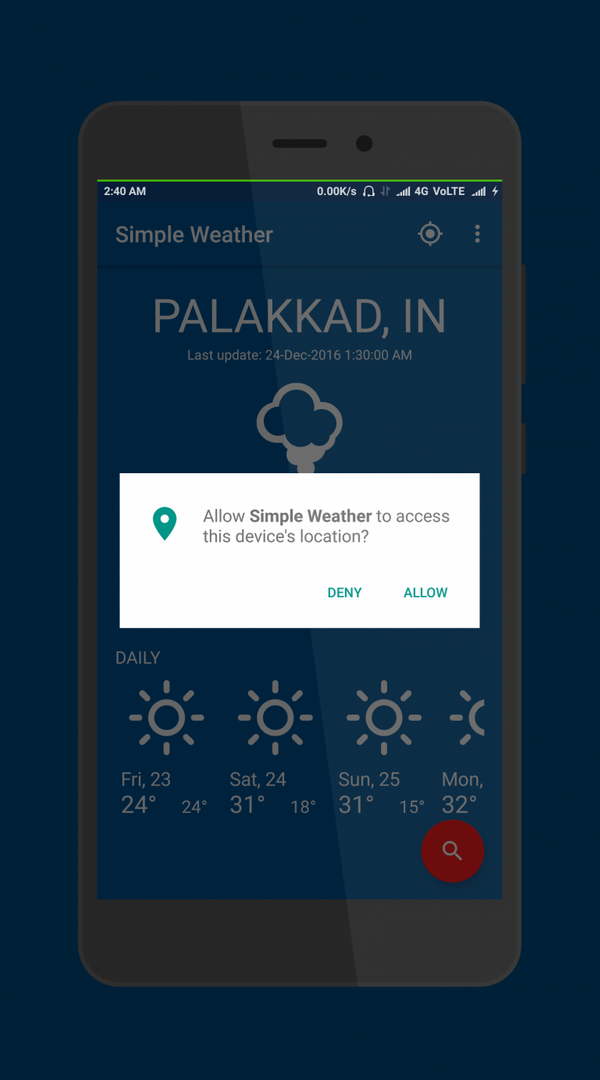 2:40 AM 0.00K/s 4G VoLTE
Simple Weather
PALAKKAD, IN
Last update: 24-Dec-2016 1:30:00 AM
Allow Simple Weather to access
this device's location?
DENY ALLOW
DAILY
Fri, 23 Sat, 24 Sun, 25 Mon,
24° 24° 31° 18° 31° 15° 32°